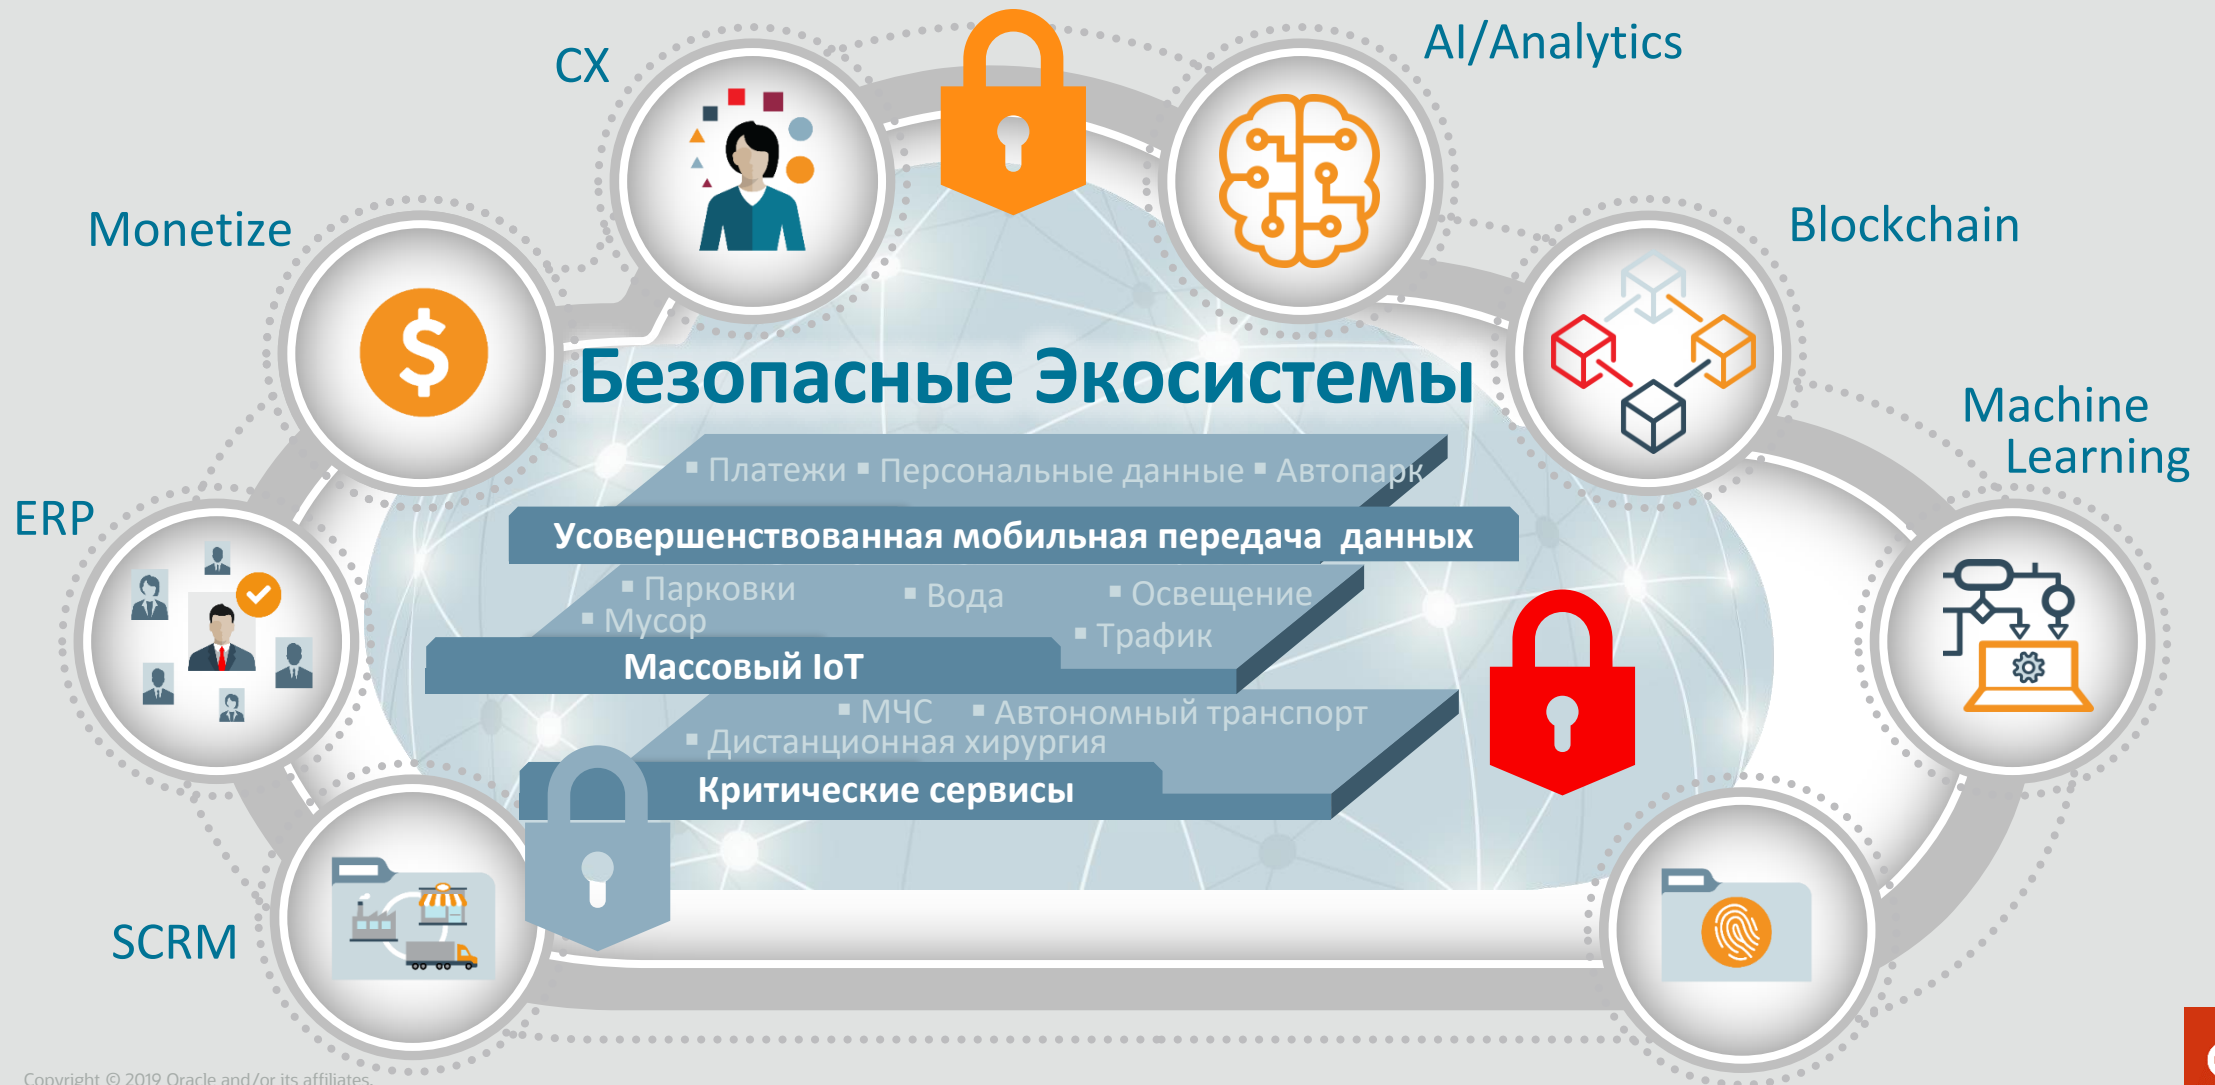 CX
AI/Analytics
Monetize
Blockchain
Безопасные Экосистемы
Machine
Learning
ERP
▪ Платежи ▪ Персональные данные ▪ Автопарк
Усовершенствованная мобильная передача данных
▪ Парковки ▪ Вода ▪ Освещение
▪ Мусор ▪ Трафик
Массовый IoT
▪ МЧС ▪ Автономный транспорт
▪ Дистанционная хирургия
Критические сервисы
SCRM
Copyright © 2019 Oracle and/or its affiliates.